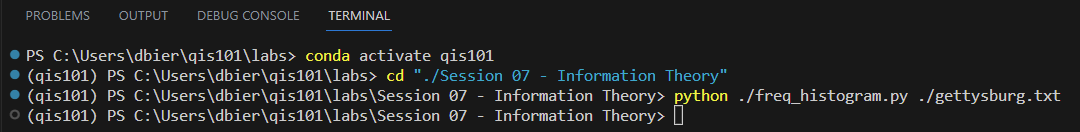 PROBLEMS OUTPUT DEBUG CONSOLE TERMINAL
PS C:\Users\dbier\qis101\labs> conda activate qis101
(qis101) PS C:\Users\dbier\qis101\labs> cd "./Session 07 - Information Theory"
(qis101) PS C:\Users\dbier\qis101\labs\Session 07 - Information Theory> python ./freq_histogram.py ./gettysburg.txt
(qis101) PS C:\Users\dbier\qis101\labs\Session 07 - Information Theory>